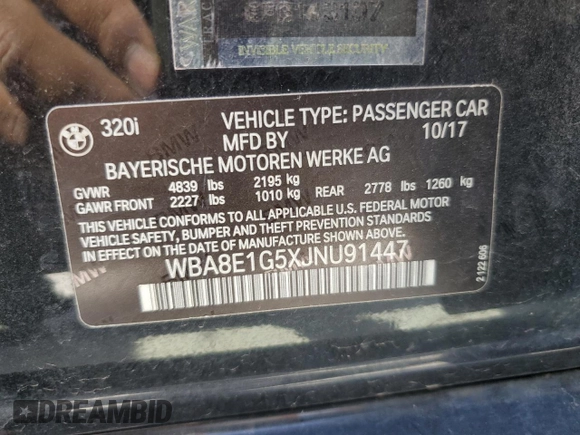 INVISIBLE VEHICLE SECURITY
320i VEHICLE TYPE: PASSENGER CAR
MFD BY 10/17
BAYERISCHE MOTOREN WERKE AG
GVWR 4839 lbs 2195 kg
GAWR FRONT 2227 lbs 1010 kg REAR 2778 lbs 1260 kg
THIS VEHICLE CONFORMS TO ALL APPLICABLE U.S. FEDERAL MOTOR
VEHICLE SAFETY, BUMPER AND THEFT PREVENTION STANDARDS
IN EFFECT ON THE DATE OF MANUFACTURE SHOWN ABOVE.
WBA8E1G5XJNU91447
2 122 606
DREAMBID